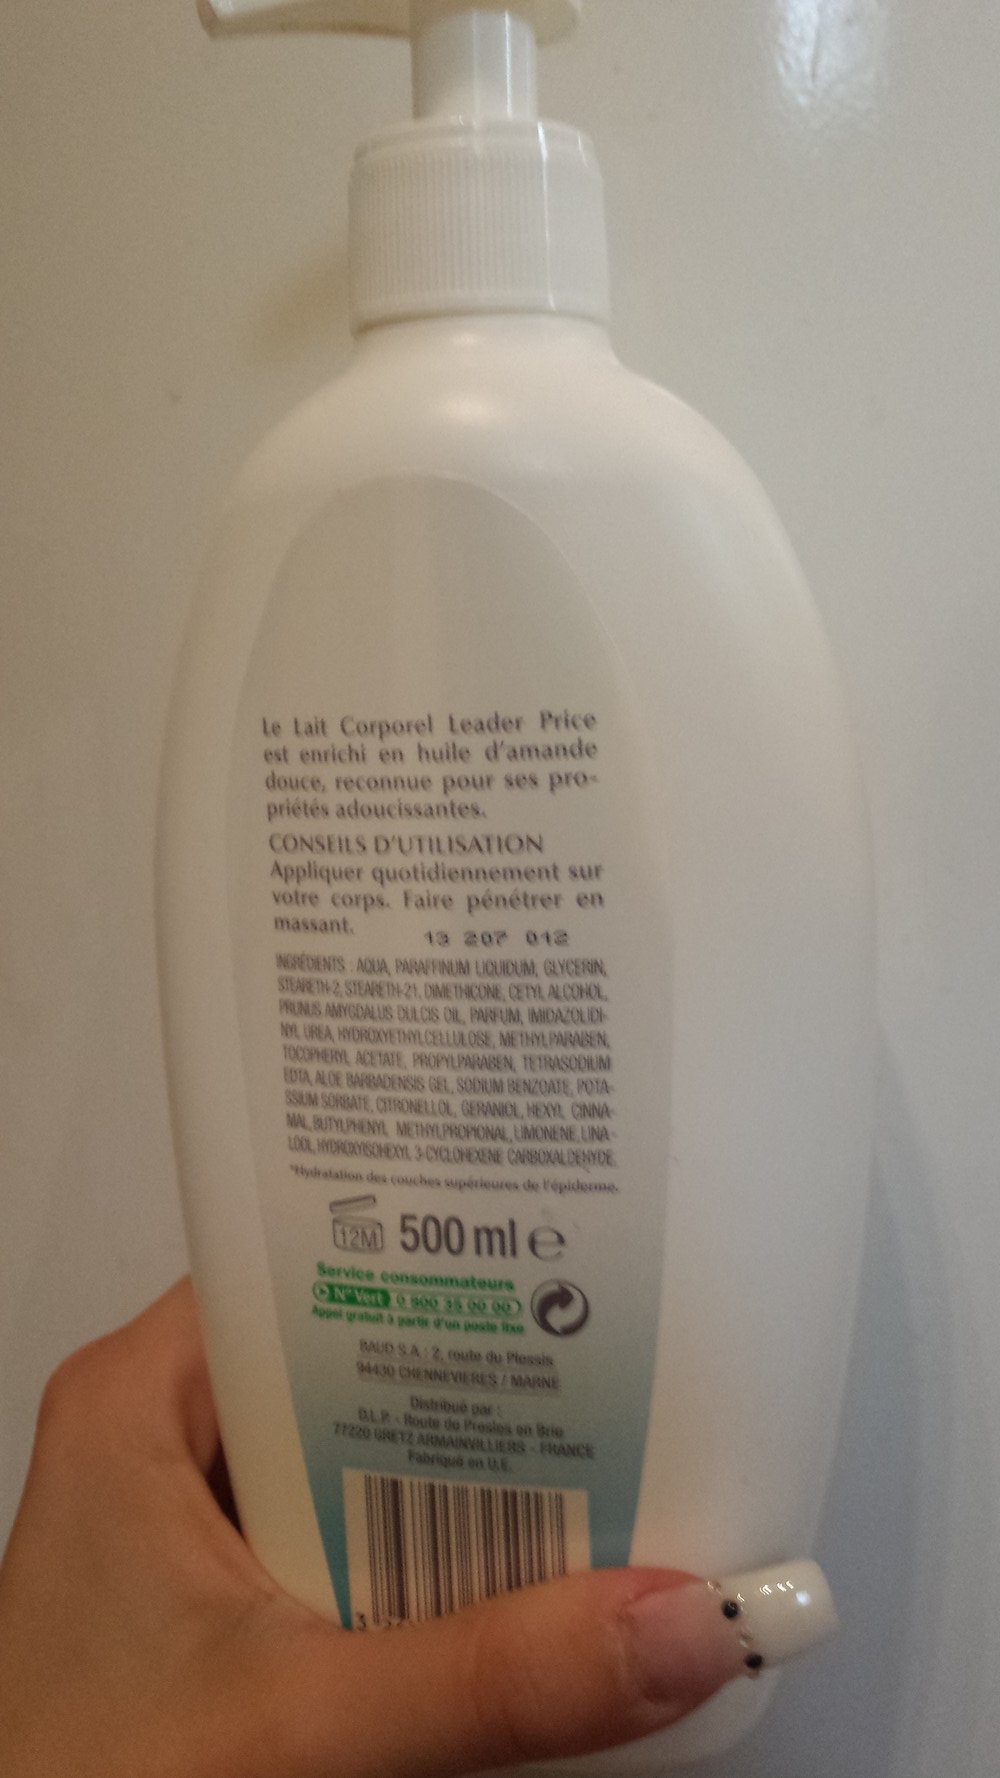 Le Lait Corporel Leader Price
est enrichi en huile d'amande
douce, reconnue pour ses pro-
priétés adoucissantes.
CONSEILS D'UTILISATION
Appliquer quotidiennement sur
votre corps. Faire pénétrer en
massant.
13 207 012
INGRÉDIENTS : AQUA, PARAFFINUM LIQUIDUM, GLYCERIN,
STEARETH-2, STEARETH-21, DIMETHICONE, CETYL ALCOHOL,
PRUNUS AMYGDALUS DULCIS OIL, PARFUM, IMIDAZOLIDI-
NYL UREA, HYDROXYETHYLCELLULOSE, METHYLPARABEN,
TOCOPHERYL ACETATE, PROPYLPARABEN, TETRASODIUM
EDTA, ALOE BARBADENSIS GEL, SODIUM BENZOATE, POTA-
SSIUM SORBATE, CITRONELLOL, GERANIOL, HEXYL CINNA-
MAL, BUTYLPHENYL METHYLPROPIONAL, LIMONENE, LINA-
LOOL, HYDROXYISOHEXYL 3-CYCLOHEXENE CARBOXALDEHYDE.
*Hydratation des couches supérieures de l'épiderme.
12M 500 ml e
Service consommateurs
N° Vert 0 800 35 00 00
Appel gratuit à partir d'un poste fixe
BAUD S.A : 2, route du Plessis
94430 CHENNEVIERES / MARNE
Distribué par :
D.L.P. - Route de Presles en Brie
77220 GRETZ ARMAINVILLIERS - FRANCE
Fabriqué en U.E.